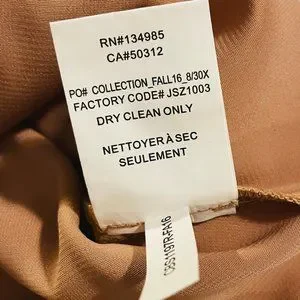 RN#134985
CA#50312
PO# COLLECTION_FALL16_8/30X
FACTORY CODE# JSZ1003
DRY CLEAN ONLY
NETTOYER À SEC
SEULEMENT